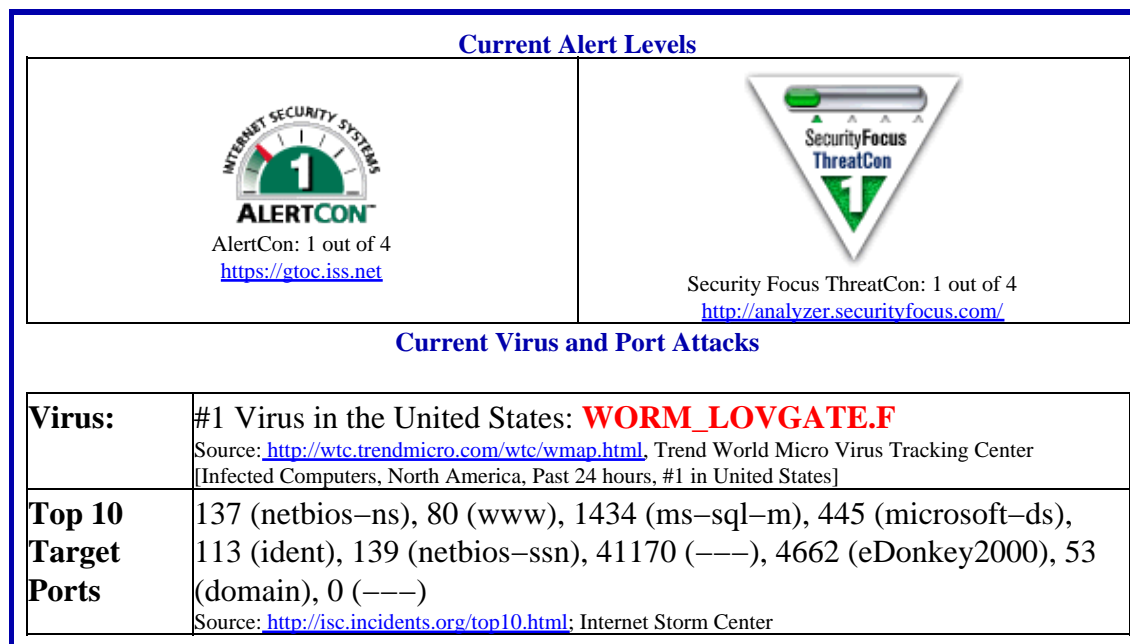 Current Alert Levels
INTERNET SECURITY SYSTEMS
1
ALERTCON™
AlertCon: 1 out of 4
https://gtoc.iss.net
SecurityFocus
ThreatCon
1
Security Focus ThreatCon: 1 out of 4
http://analyzer.securityfocus.com/
Current Virus and Port Attacks
Virus:
#1 Virus in the United States: WORM_LOVGATE.F
Source: http://wtc.trendmicro.com/wtc/wmap.html, Trend World Micro Virus Tracking Center
[Infected Computers, North America, Past 24 hours, #1 in United States]
Top 10
Target
Ports
137 (netbios−ns), 80 (www), 1434 (ms−sql−m), 445 (microsoft−ds),
113 (ident), 139 (netbios−ssn), 41170 (−−−), 4662 (eDonkey2000), 53
(domain), 0 (−−−)
Source: http://isc.incidents.org/top10.html; Internet Storm Center